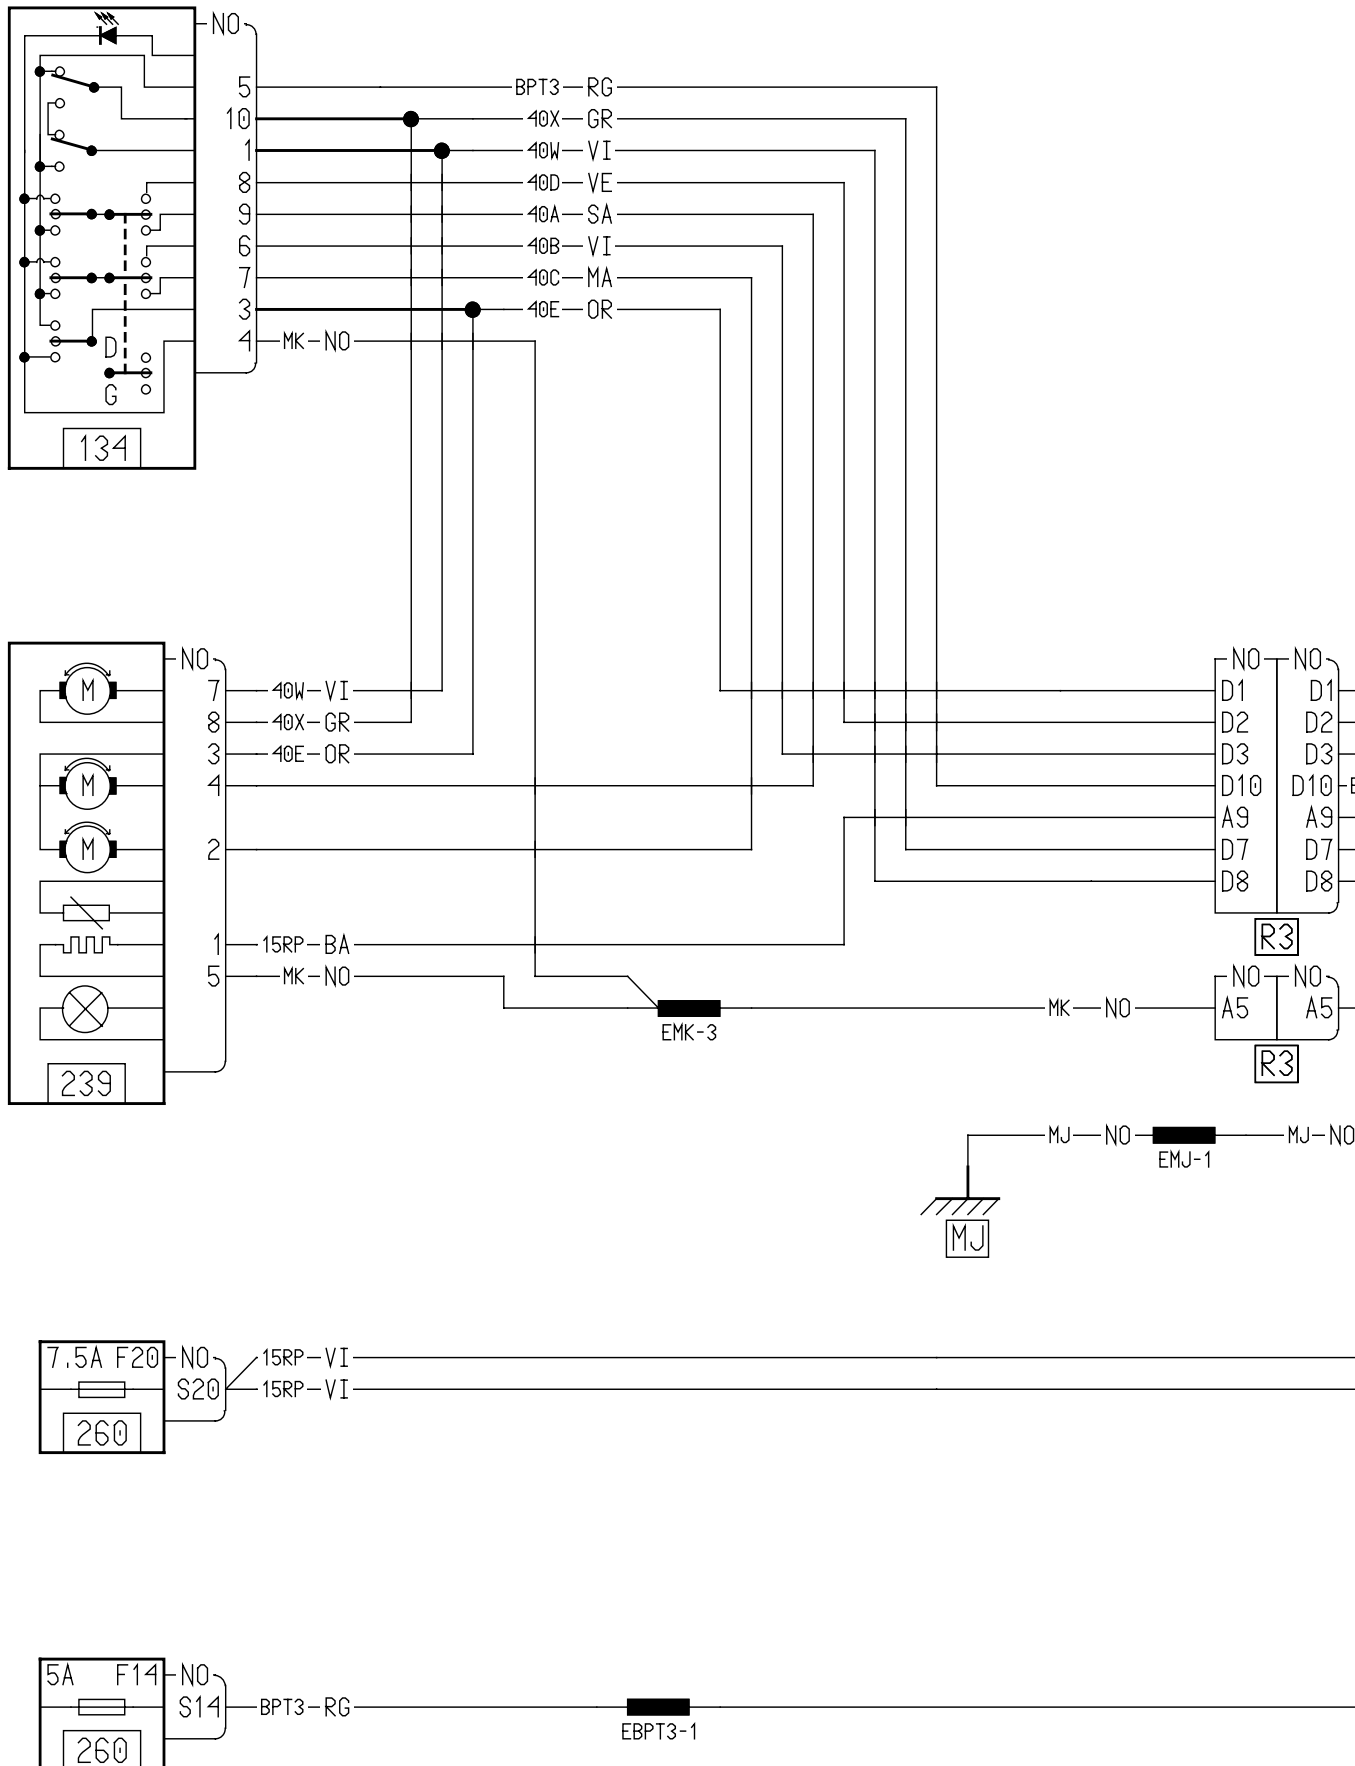 NO
5 BPT3 RG
10 40X GR
1 40W VI
8 40D VE
9 40A SA
6 40B VI
7 40C MA
3 40E OR
4 MK NO
D
G
134
NO NO NO
M 7 40W VI D1 D1
8 40X GR D2 D2
3 40E OR D3 D3
M 4 D10 D10
A9 A9
M 2 D7 D7
D8 D8
R3
1 15RP BA
5 MK NO NO NO
MK NO A5 A5
EMK-3
R3
239
MJ NO MJ NO
EMJ-1
MJ
7.5A F20 NO 15RP VI
S20 15RP VI
260
5A F14 NO
S14 BPT3 RG
EBPT3-1
260